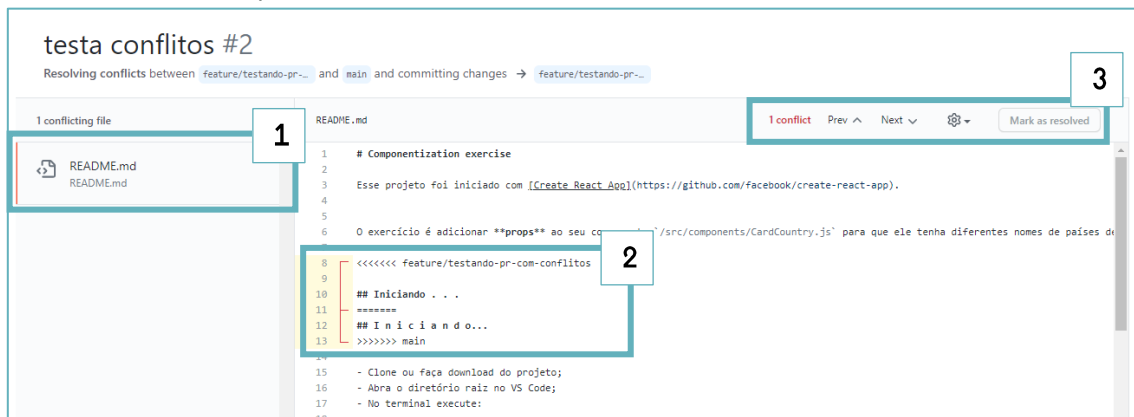 testa conflitos #2
Resolving conflicts between feature/testando-pr-… and main and committing changes → feature/testando-pr-…
3
1 conflicting file
1
README.md
1 conflict Prev Next Mark as resolved
README.md
README.md
1 # Componentization exercise
2
3 Esse projeto foi iniciado com [Create React App](https://github.com/facebook/create-react-app).
4
5
6 O exercício é adicionar **props** ao seu /src/components/CardCountry.js` para que ele tenha diferentes nomes de países de
2
8 <<<<<<< feature/testando-pr-com-conflitos
9
10 ## Iniciando . . .
11 =======
12 ## I n i c i a n d o...
13 >>>>>>> main
14
15 - Clone ou faça download do projeto;
16 - Abra o diretório raiz no VS Code;
17 - No terminal execute: